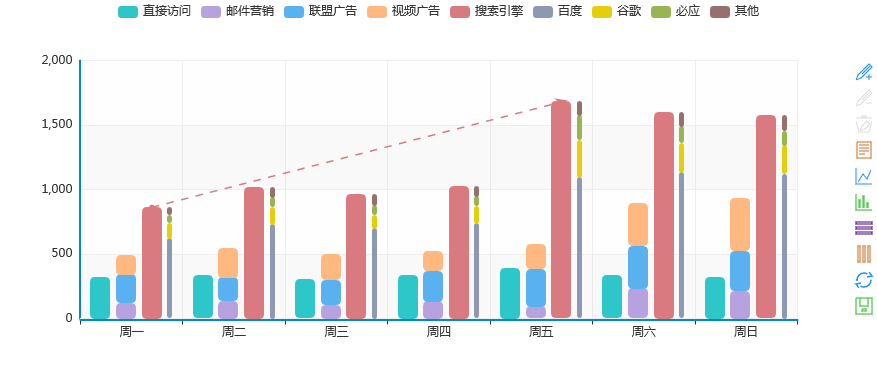 直接访问 邮件营销 联盟广告 视频广告 搜索引擎 百度 谷歌 必应 其他
2,000
1,500
1,000
500
0
周一 周二 周三 周四 周五 周六 周日